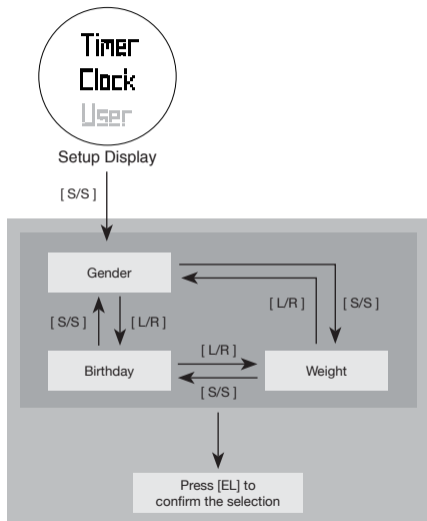 Timer
Clock
User
Setup Display
[ S/S ]
Gender
[ L/R ]
[ S/S ]
[ S/S ]
[ L/R ]
[ L/R ]
Birthday
Weight
[ S/S ]
Press [EL] to
confirm the selection